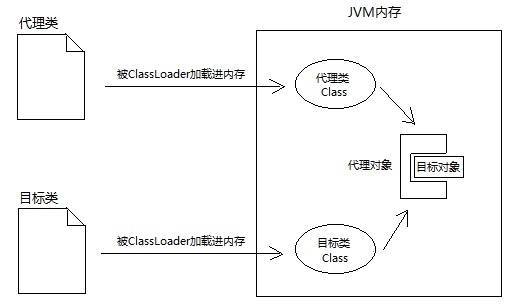 代理类
JVM内存
被ClassLoader加载进内存
代理类
Class
代理对象
目标对象
目标类
被ClassLoader加载进内存
目标类
Class